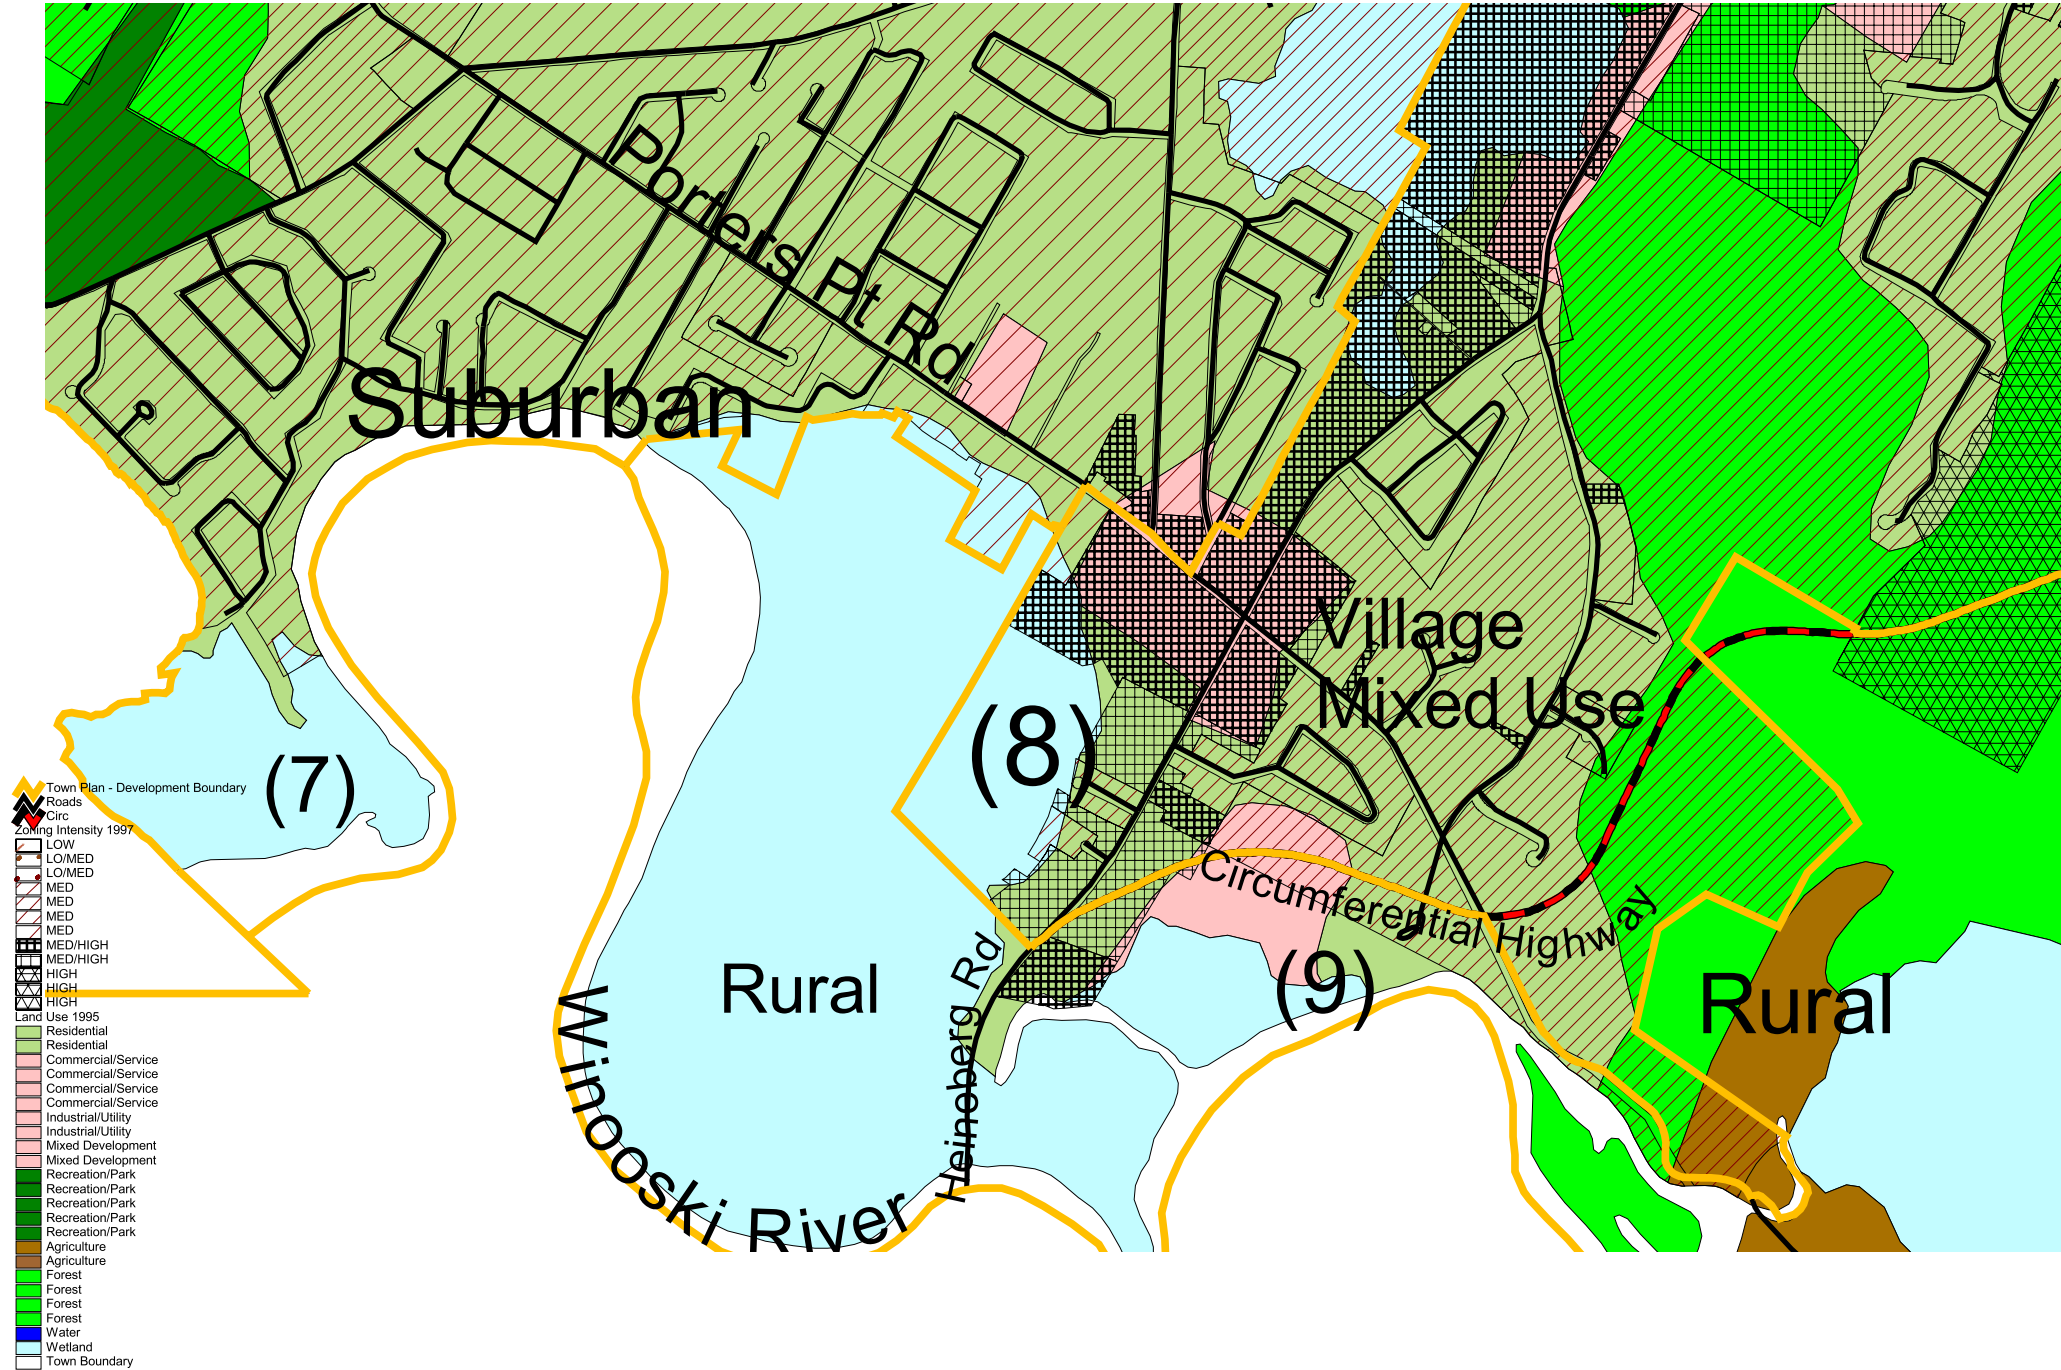 Porters Pt Rd
Suburban
Village
Mixed Use
(7)
(8)
(9)
Circumferential Highway
Rural
Rural
Heineberg Rd
Winooski River
Town Plan - Development Boundary
Roads
Circ
Zoning Intensity 1997
LOW
LO/MED
LO/MED
MED
MED
MED
MED
MED/HIGH
MED/HIGH
HIGH
HIGH
HIGH
Land Use 1995
Residential
Residential
Commercial/Service
Commercial/Service
Commercial/Service
Commercial/Service
Industrial/Utility
Industrial/Utility
Mixed Development
Mixed Development
Recreation/Park
Recreation/Park
Recreation/Park
Recreation/Park
Recreation/Park
Agriculture
Agriculture
Forest
Forest
Forest
Forest
Water
Wetland
Town Boundary